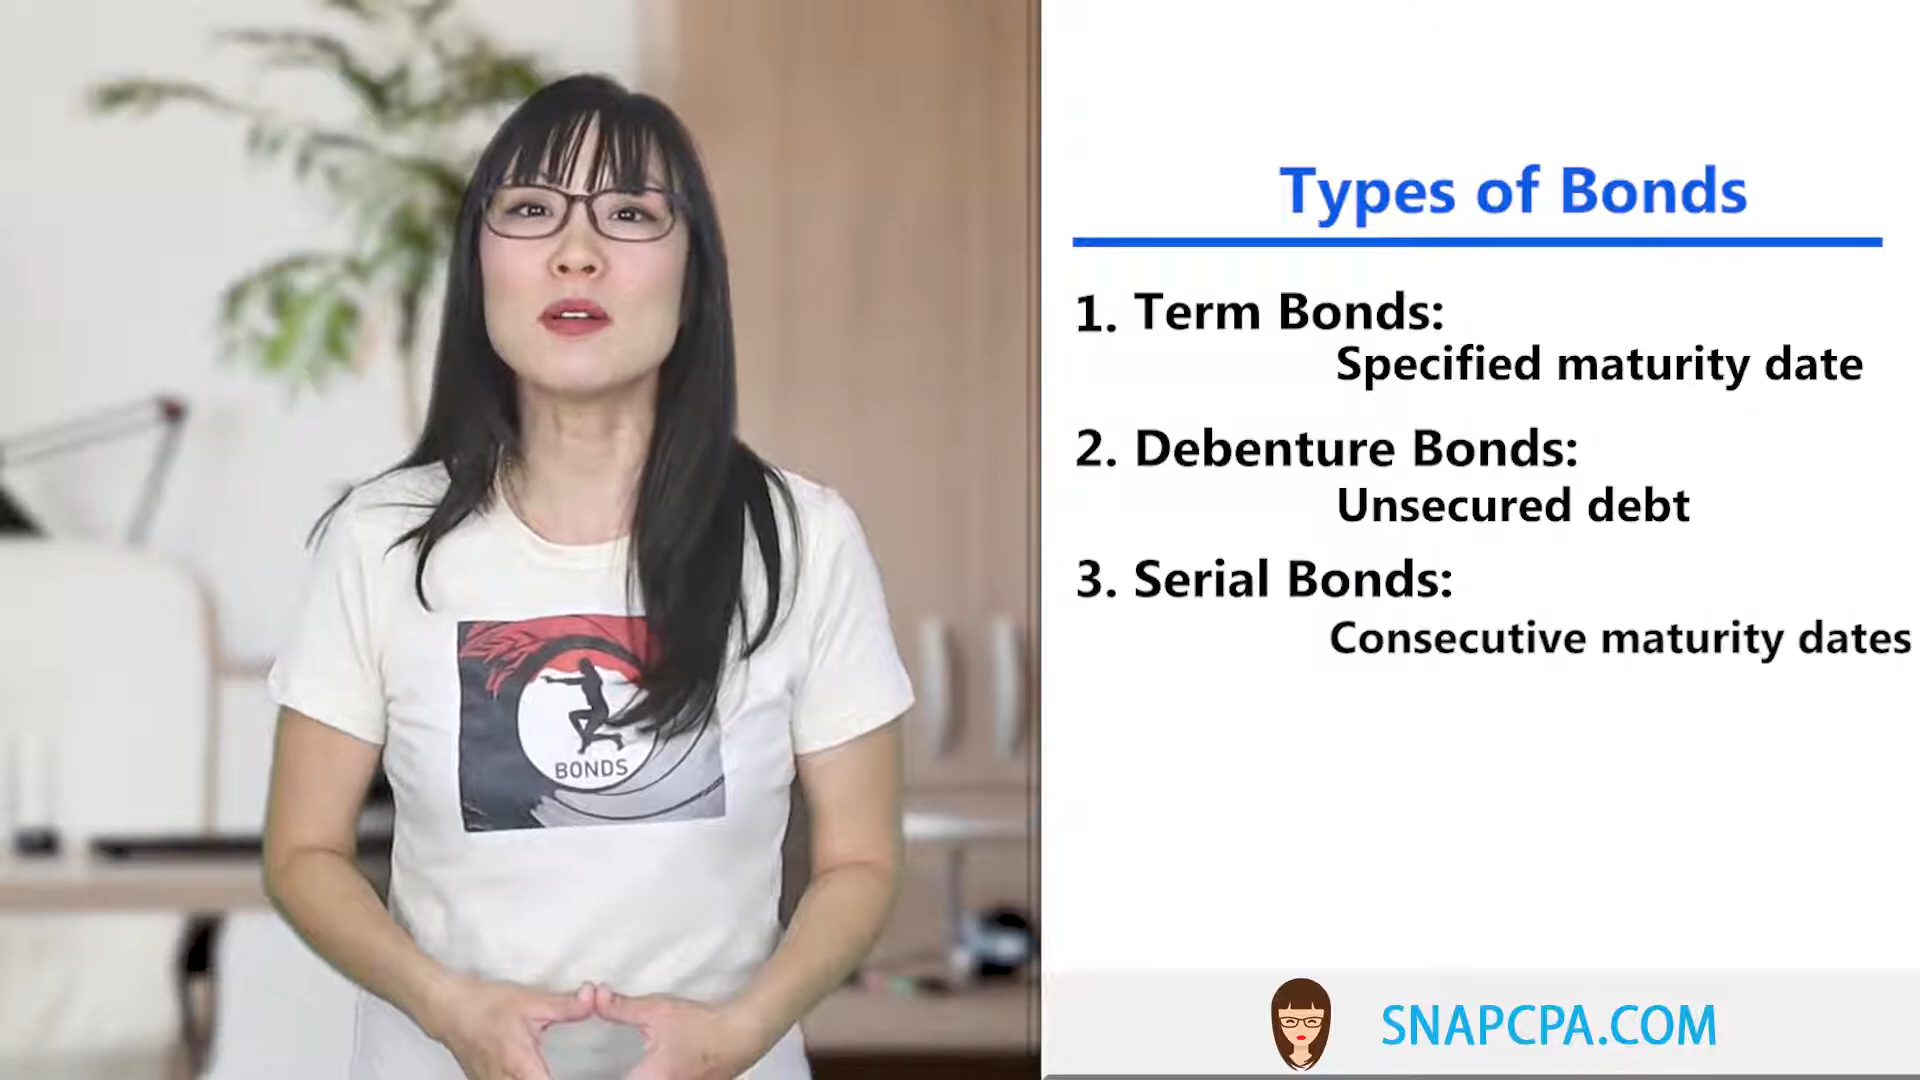 Types of Bonds
1. Term Bonds:
Specified maturity date
2. Debenture Bonds:
Unsecured debt
3. Serial Bonds:
Consecutive maturity dates
BONDS
SNAPCPA.COM